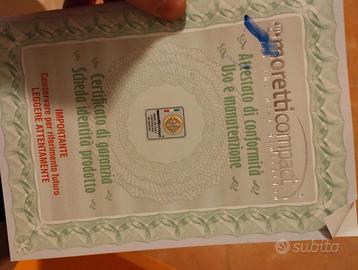 moretticompact
Attestato di conformità
Uso e manutenzione
Certificato di garanzia
Scheda identità prodotto
IMPORTANTE
Conservare per riferimento futuro
LEGGERE ATTENTAMENTE
subito